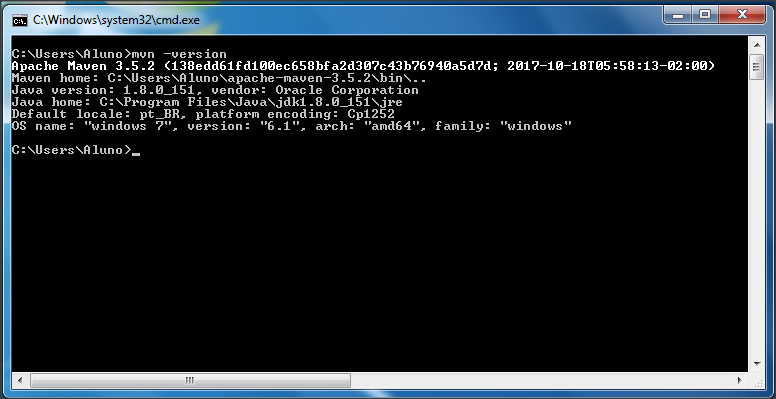 C:\Windows\system32\cmd.exe
C:\Users\Aluno>mvn -version
Apache Maven 3.5.2 (138edd61fd100ec658bfa2d307c43b76940a5d7d; 2017-10-18T05:58:13-02:00)
Maven home: C:\Users\Aluno\apache-maven-3.5.2\bin\..
Java version: 1.8.0_151, vendor: Oracle Corporation
Java home: C:\Program Files\Java\jdk1.8.0_151\jre
Default locale: pt_BR, platform encoding: Cp1252
OS name: "windows 7", version: "6.1", arch: "amd64", family: "windows"
C:\Users\Aluno>_